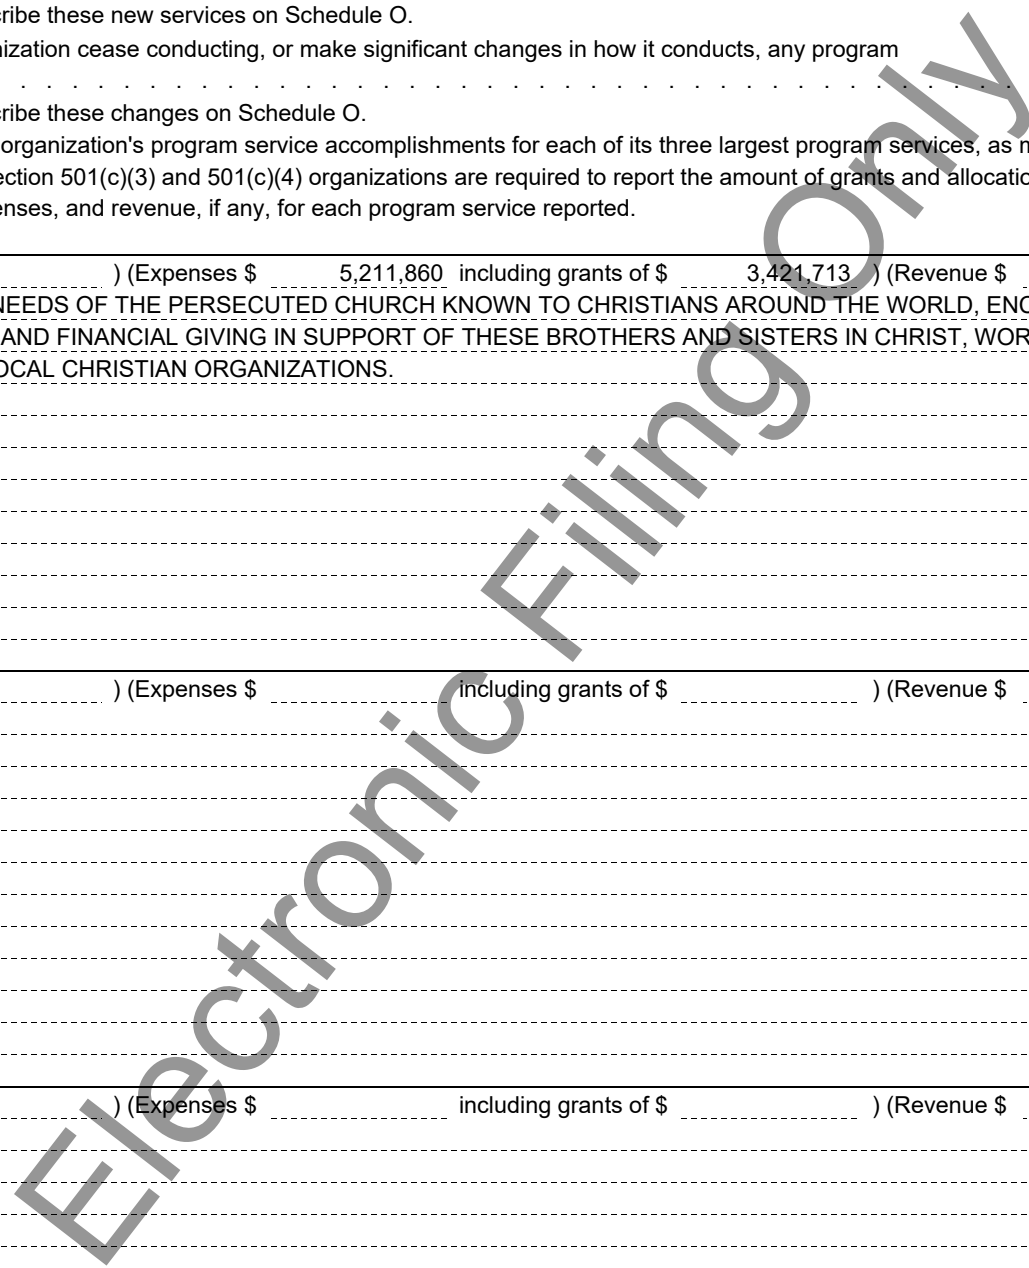 cribe these new services on Schedule O.
nization cease conducting, or make significant changes in how it conducts, any program
. . . . . . . . . . . . . . . . . . . . . . . . . . . . . . . . . . . . . . .
cribe these changes on Schedule O.
organization's program service accomplishments for each of its three largest program services, as m
ection 501(c)(3) and 501(c)(4) organizations are required to report the amount of grants and allocatio
enses, and revenue, if any, for each program service reported.
) (Expenses $ 5,211,860 including grants of $ 3,421,713 ) (Revenue $
NEEDS OF THE PERSECUTED CHURCH KNOWN TO CHRISTIANS AROUND THE WORLD, ENC
AND FINANCIAL GIVING IN SUPPORT OF THESE BROTHERS AND SISTERS IN CHRIST, WOR
OCAL CHRISTIAN ORGANIZATIONS.
) (Expenses $ including grants of $ ) (Revenue $
) (Expenses $ including grants of $ ) (Revenue $
Electronic Filing Only